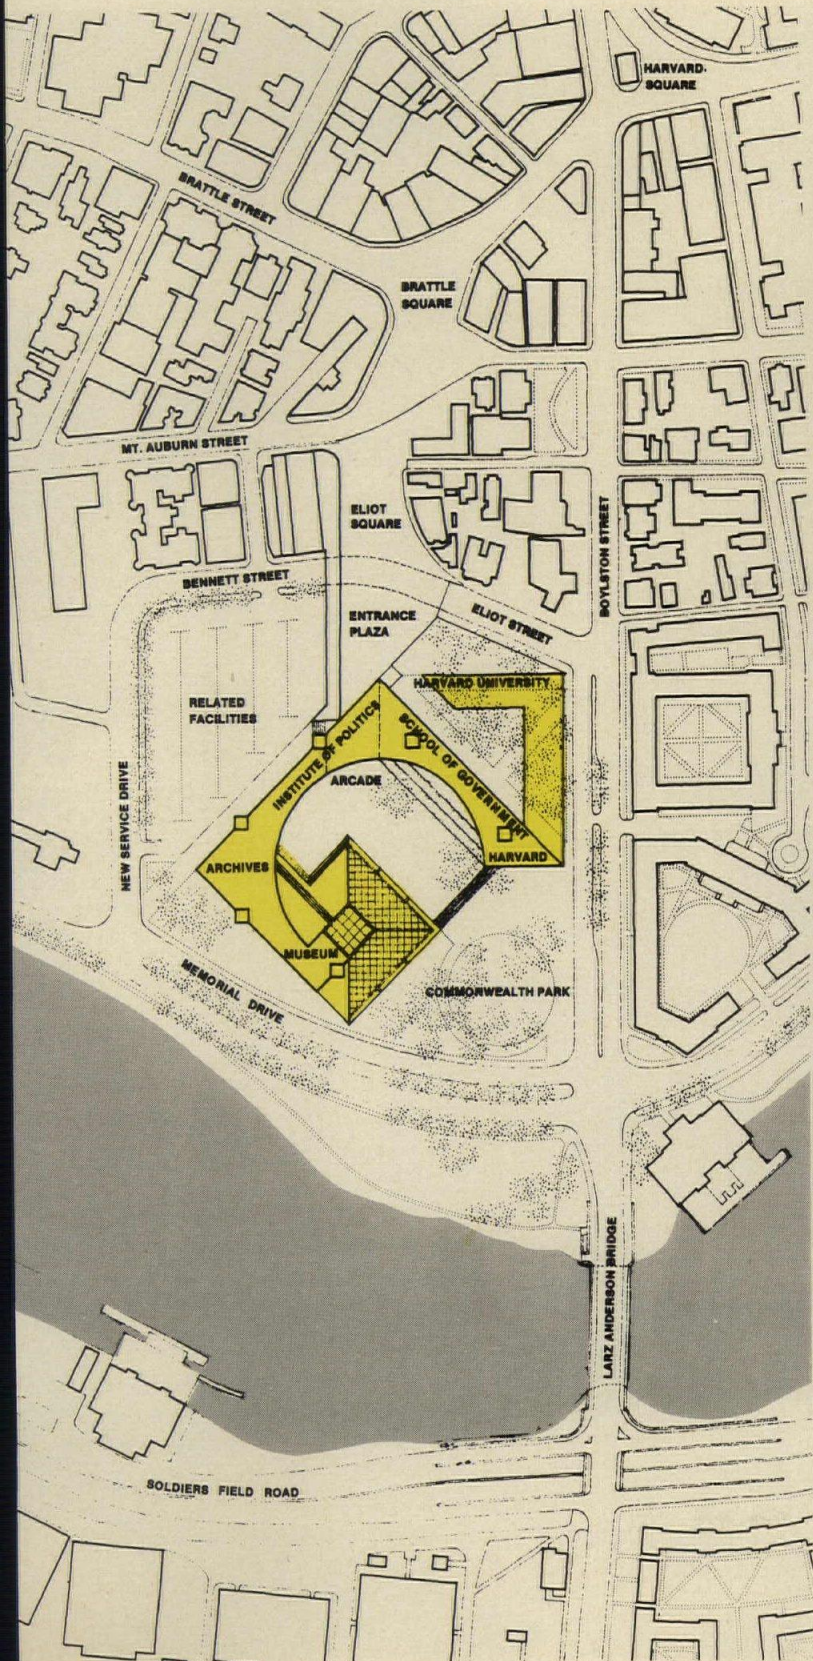 HARVARD
SQUARE
BRATTLE STREET
BRATTLE
SQUARE
MT. AUBURN STREET
ELIOT
SQUARE
BOYLSTON STREET
BENNETT STREET
ELIOT STREET
ENTRANCE
PLAZA
HARVARD UNIVERSITY
RELATED
FACILITIES
INSTITUTE OF POLITICS
SCHOOL OF GOVERNMENT
ARCADE
NEW SERVICE DRIVE
HARVARD
ARCHIVES
MUSEUM
MEMORIAL DRIVE
COMMONWEALTH PARK
LARZ ANDERSON BRIDGE
SOLDIERS FIELD ROAD